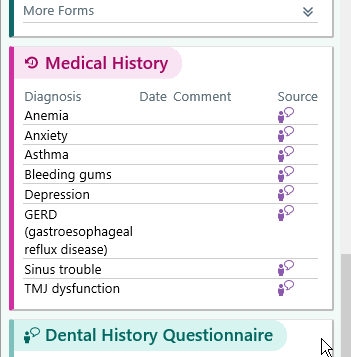 More Forms
Medical History
Diagnosis Date Comment Source
Anemia
Anxiety
Asthma
Bleeding gums
Depression
GERD
(gastroesophageal
reflux disease)
Sinus trouble
TMJ dysfunction
Dental History Questionnaire